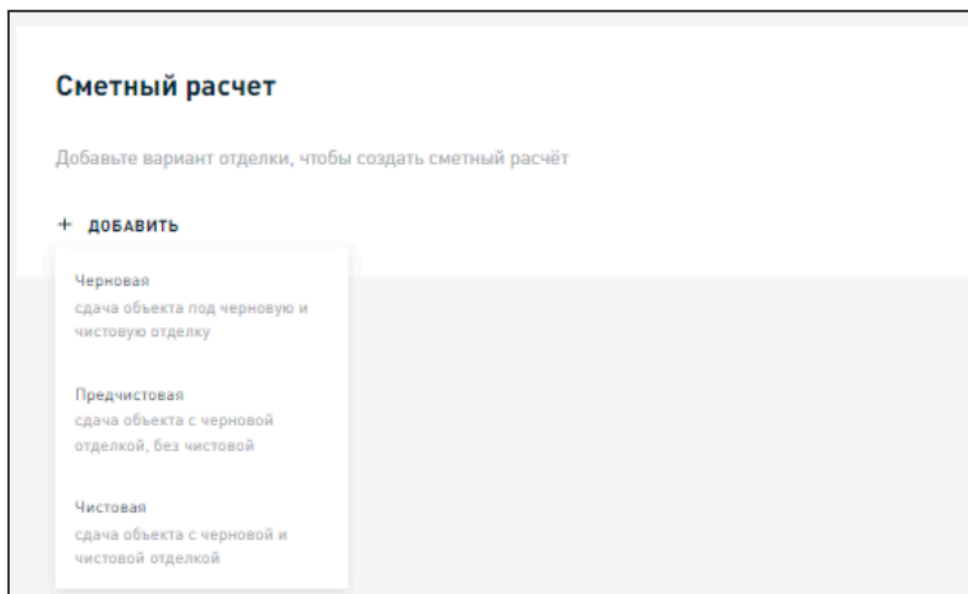 Сметный расчет
Добавьте вариант отделки, чтобы создать сметный расчёт
+ ДОБАВИТЬ
Черновая
сдача объекта под черновую и
чистовую отделку
Предчистовая
сдача объекта с черновой
отделкой, без чистовой
Чистовая
сдача объекта с черновой и
чистовой отделкой